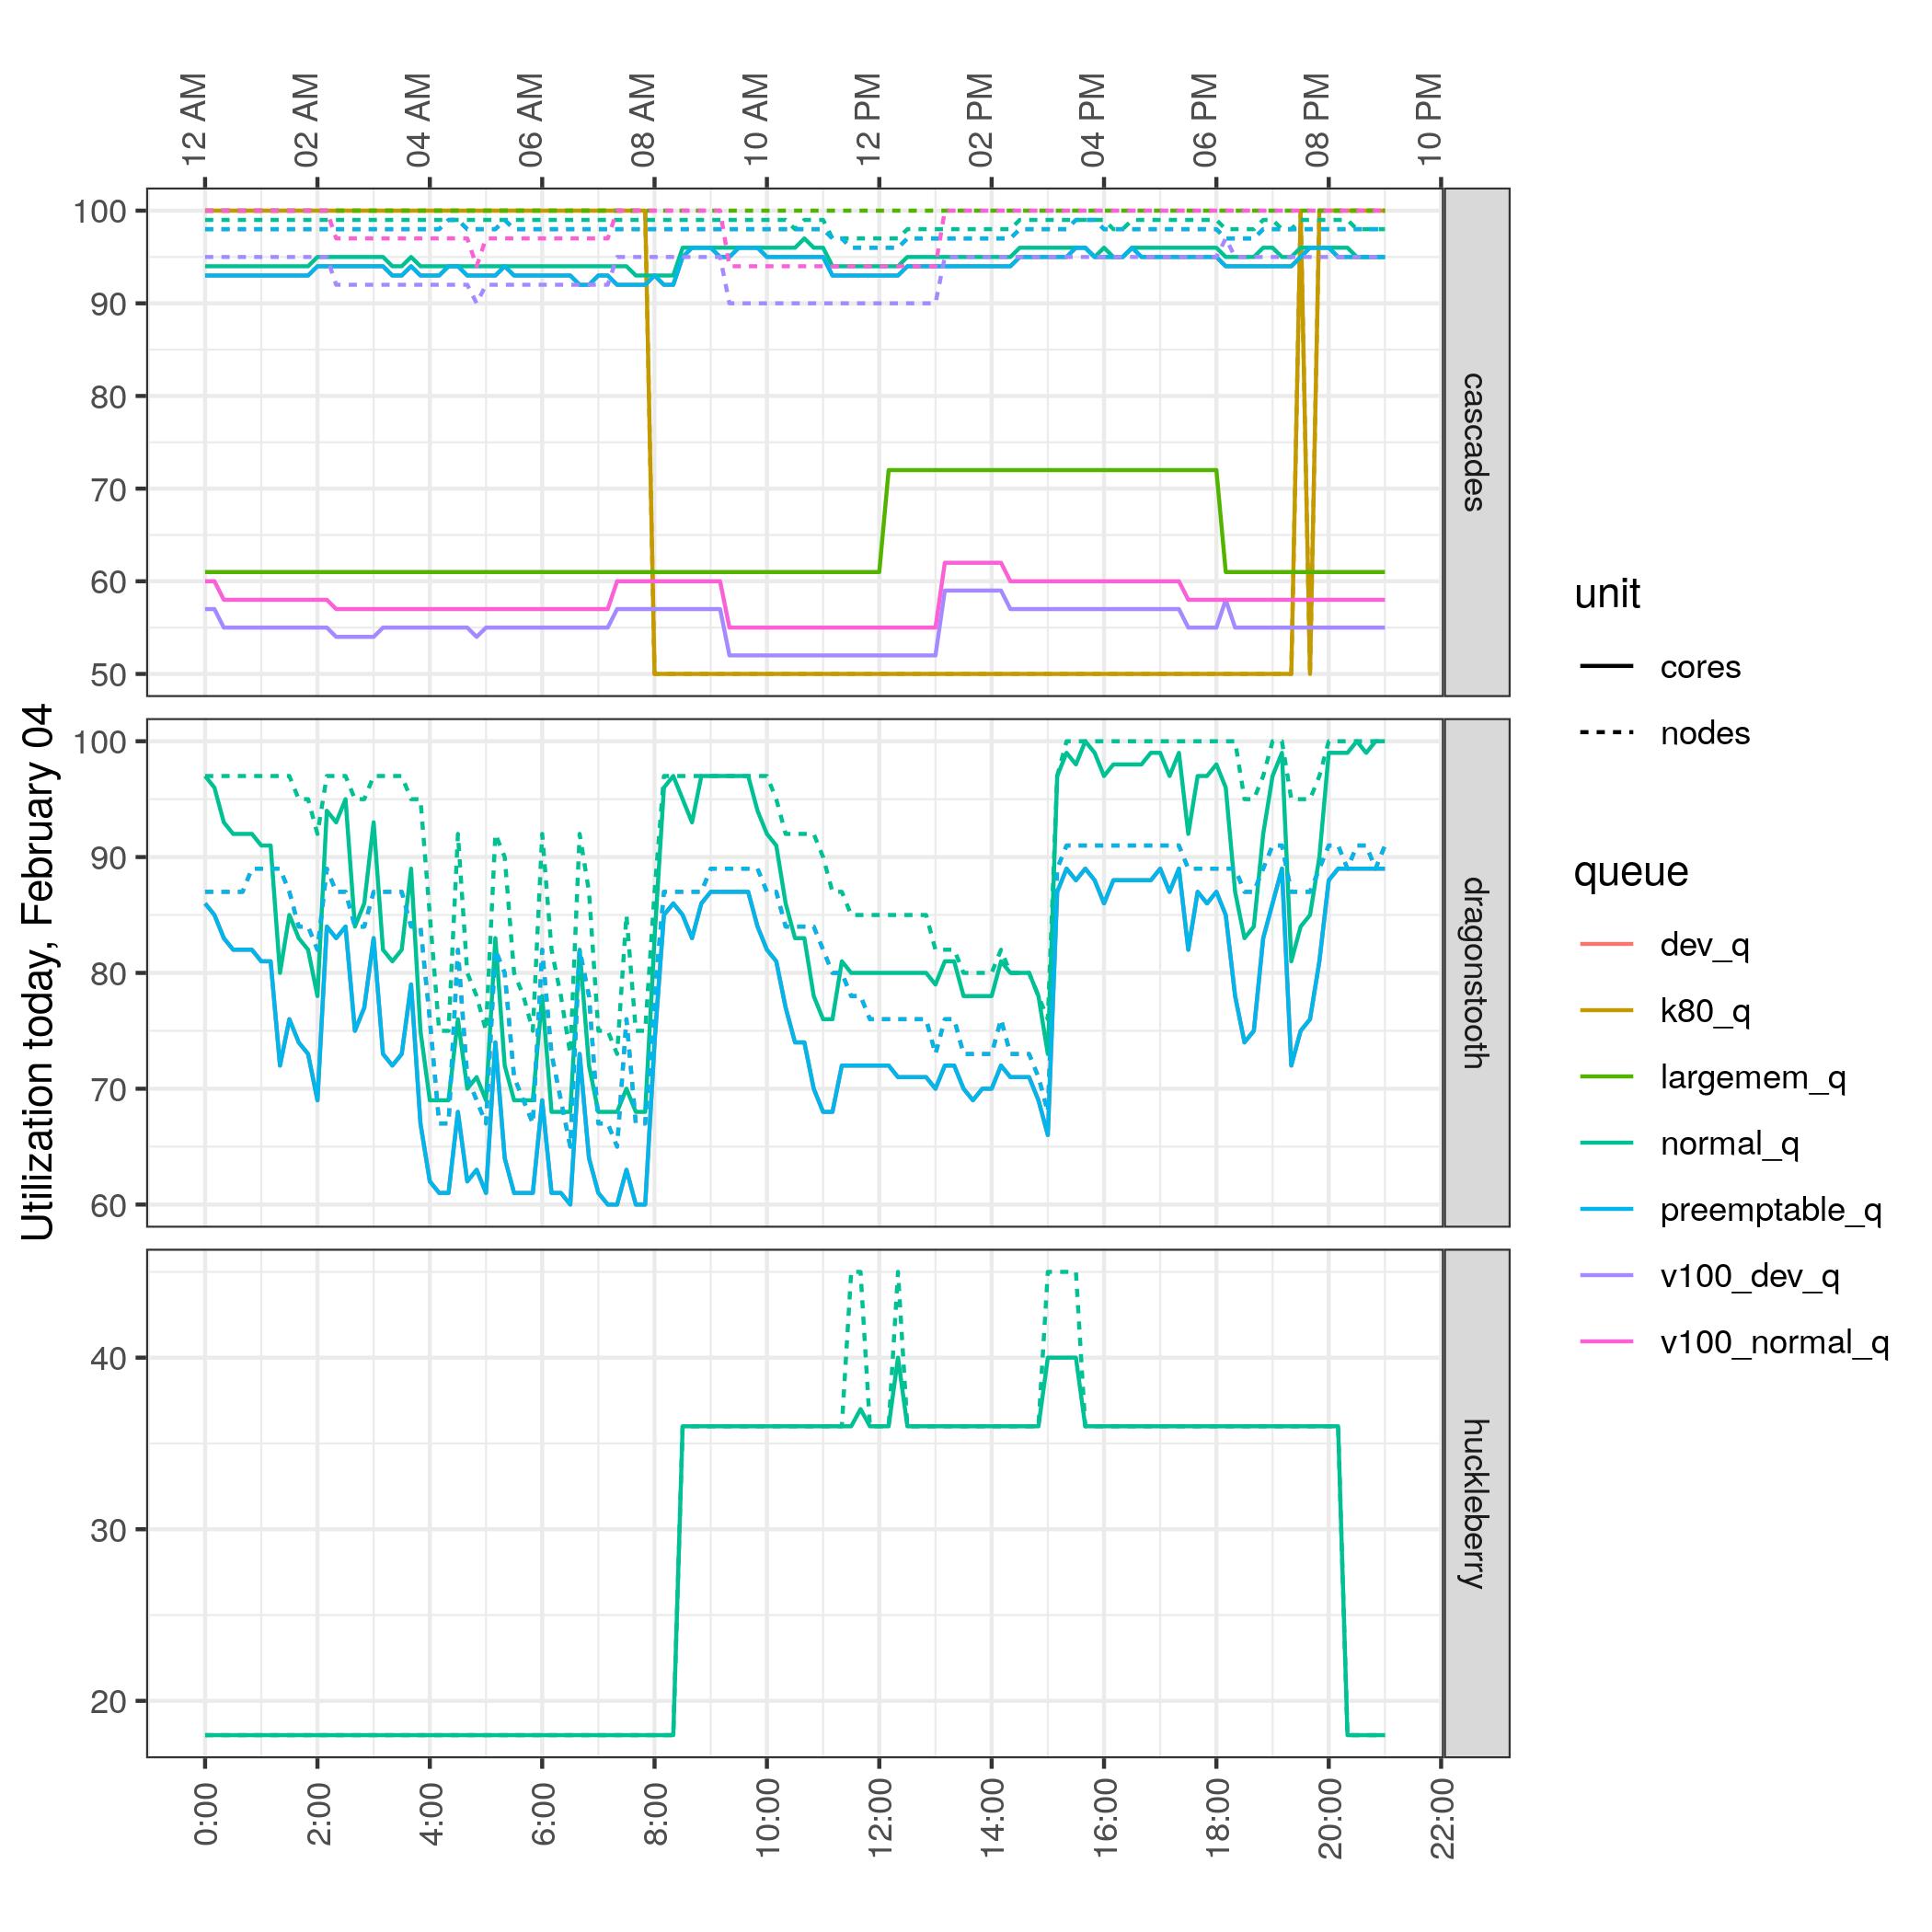 12 AM
02 AM
04 AM
06 AM
08 AM
10 AM
12 PM
02 PM
04 PM
06 PM
08 PM
10 PM
Utilization today, February 04
100
90
80
70
60
50
cascades
100
90
80
70
60
dragonstooth
40
30
20
huckleberry
0:00
2:00
4:00
6:00
8:00
10:00
12:00
14:00
16:00
18:00
20:00
22:00
unit
cores
nodes
queue
dev_q
k80_q
largemem_q
normal_q
preemptable_q
v100_dev_q
v100_normal_q